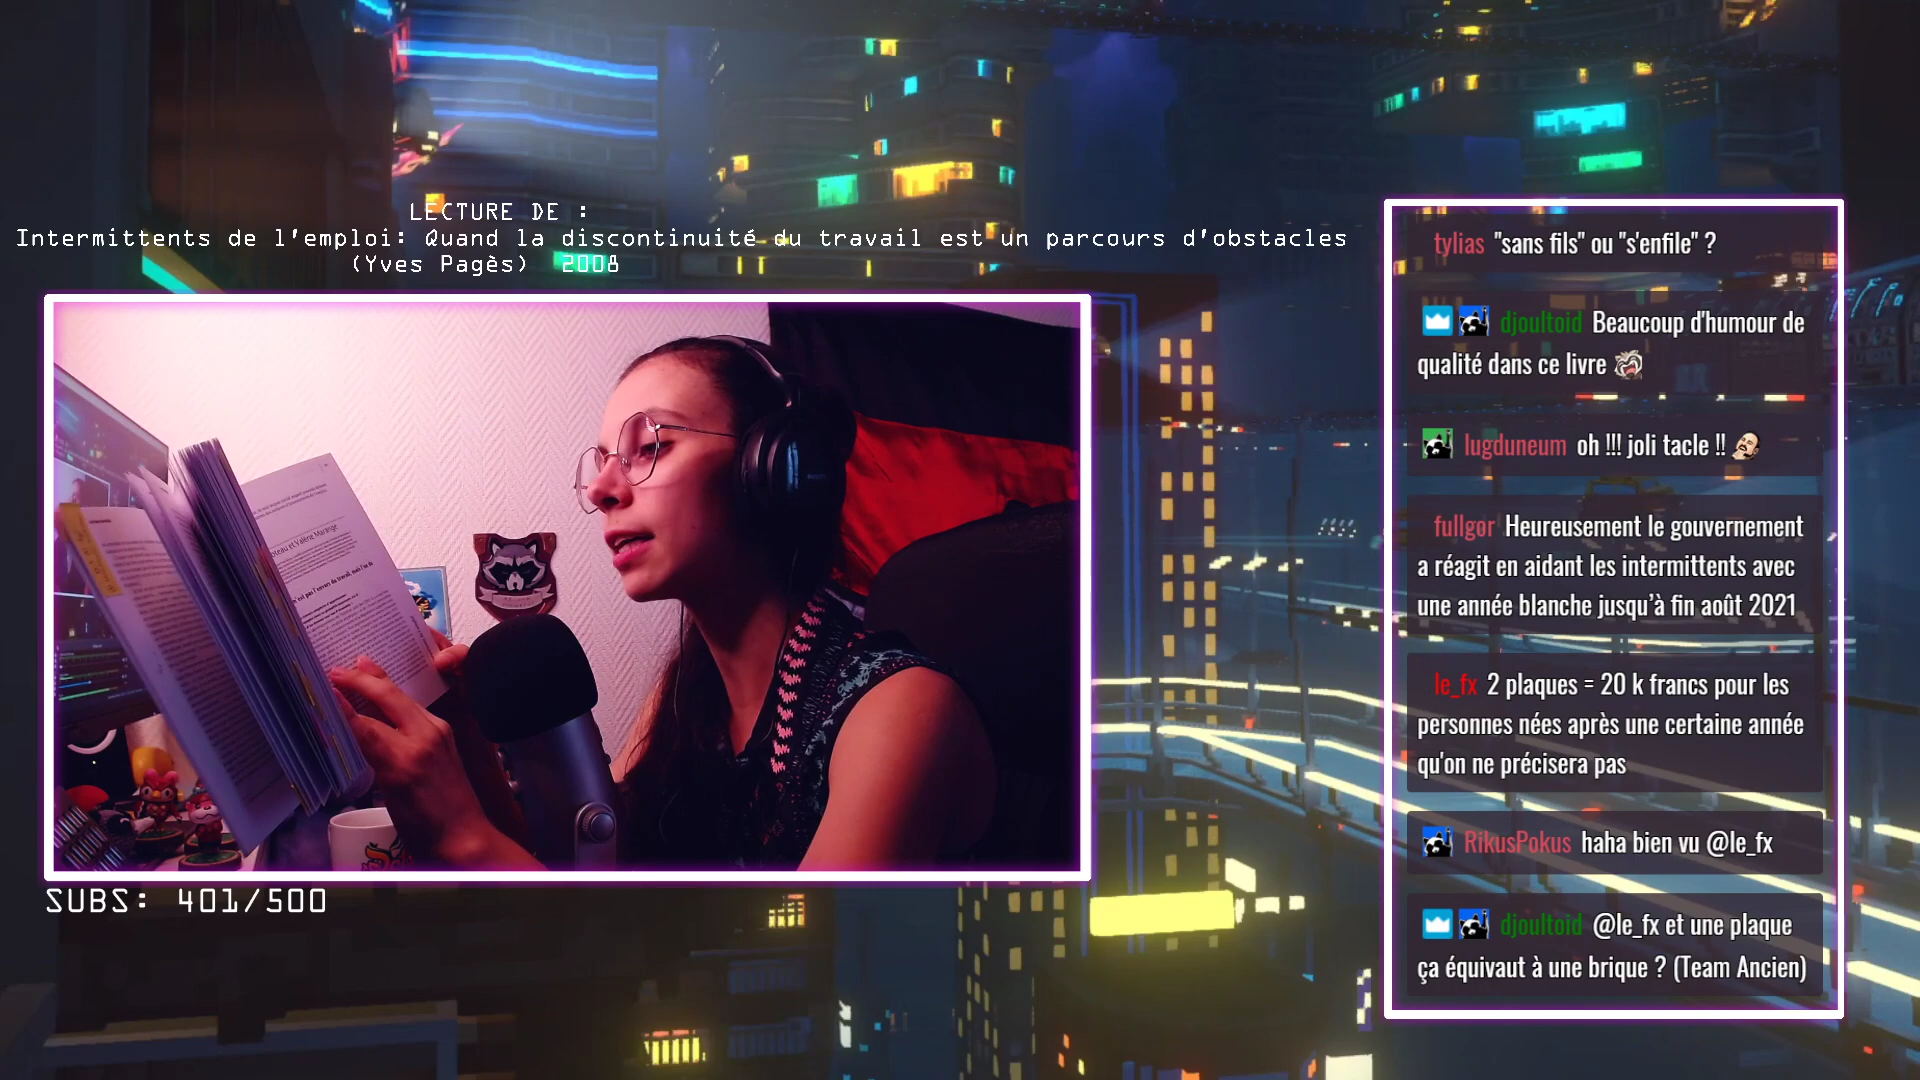 LECTURE DE :
Intermittents de l'emploi: Quand la discontinuité du travail est un parcours d'obstacles
(Yves Pagès) 2008
SUBS: 401/500
tylias "sans fils" ou "s'enfile" ?
djoultoid Beaucoup d'humour de
qualité dans ce livre
lugduneum oh !!! joli tacle !!
fullgor Heureusement le gouvernement
a réagit en aidant les intermittents avec
une année blanche jusqu'à fin août 2021
le_fx 2 plaques = 20 k francs pour les
personnes nées après une certaine année
qu'on ne précisera pas
RikusPokus haha bien vu @le_fx
djoultoid @le_fx et une plaque
ça équivaut à une brique ? (Team Ancien)